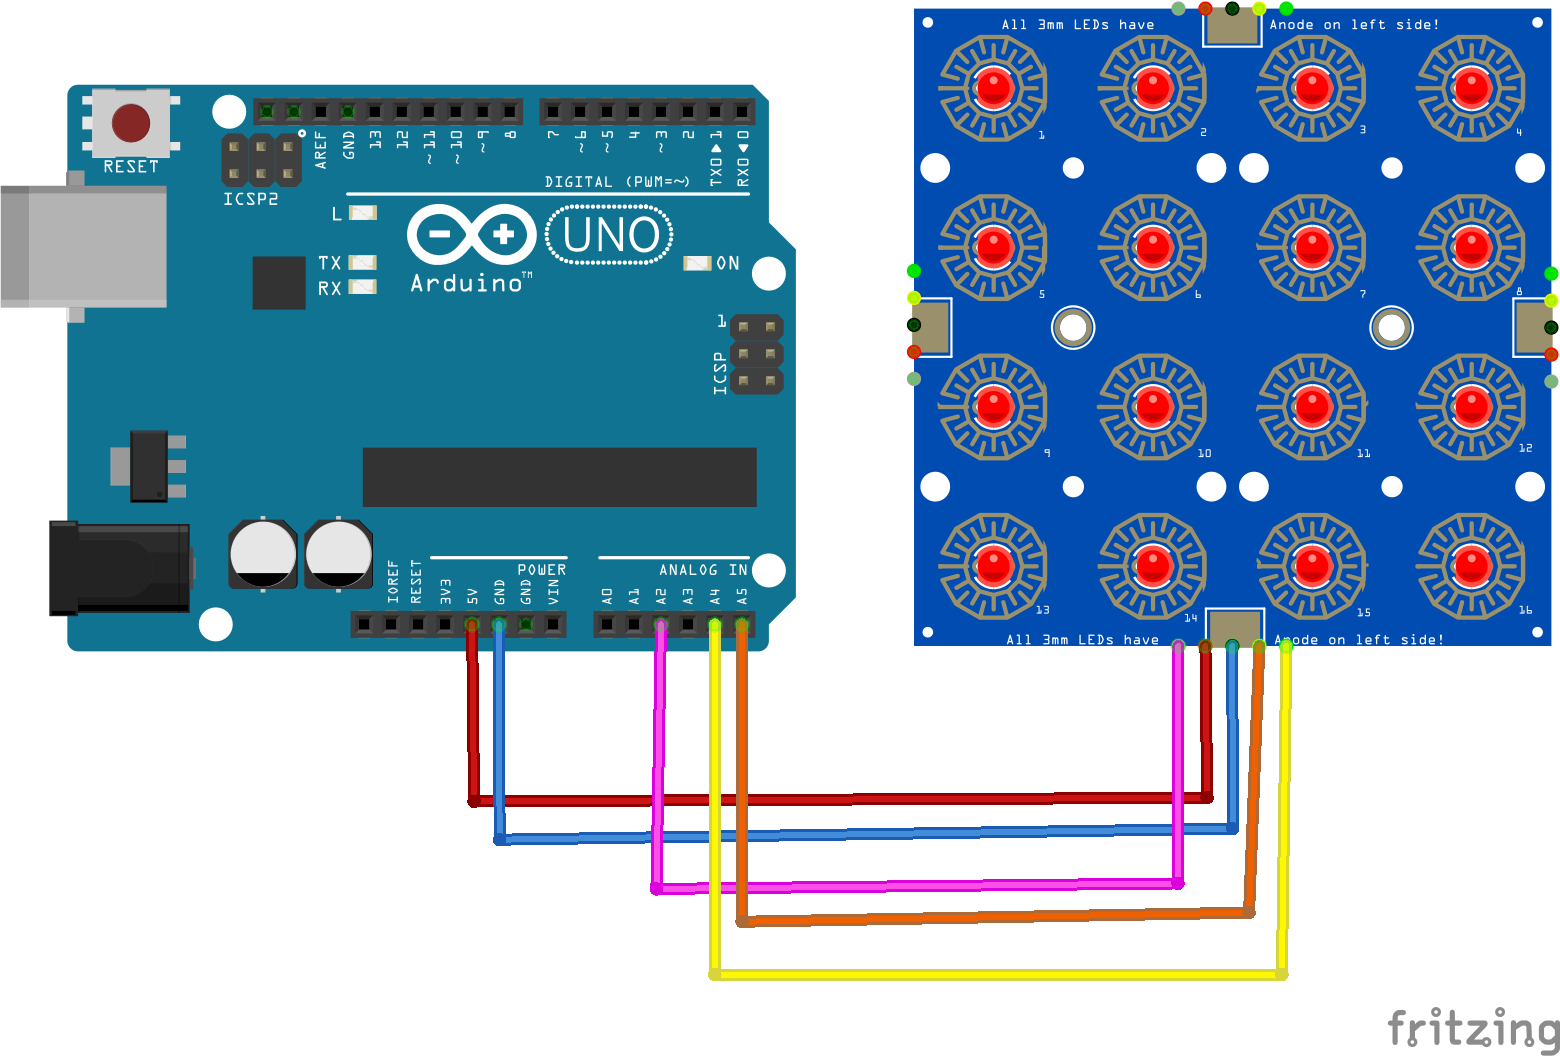 All 3mm LEDs have Anode on left side!
RESET
ICSP2
AREF GND 13 12 ~11 ~10 ~9 8 7 ~6 ~5 4 ~3 2 TX0▶1 RX0◀0
DIGITAL (PWM=~)
L
TX
RX
UNO
Arduino™
ON
1
ICSP
1 2 3 4
5 6 7 8
9 10 11 12
13 14 15 16
All 3mm LEDs have Anode on left side!
POWER
ANALOG IN
IOREF RESET 3V3 5V GND GND VIN A0 A1 A2 A3 A4 A5
fritzing